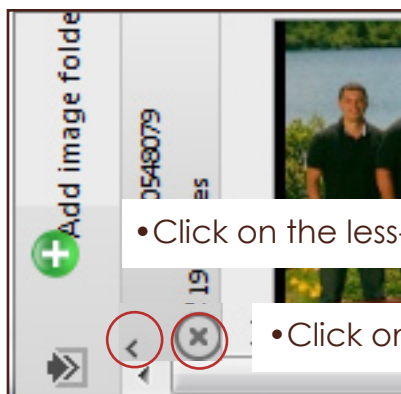 Add image folde
0548079
es
19
•Click on the less-
•Click on